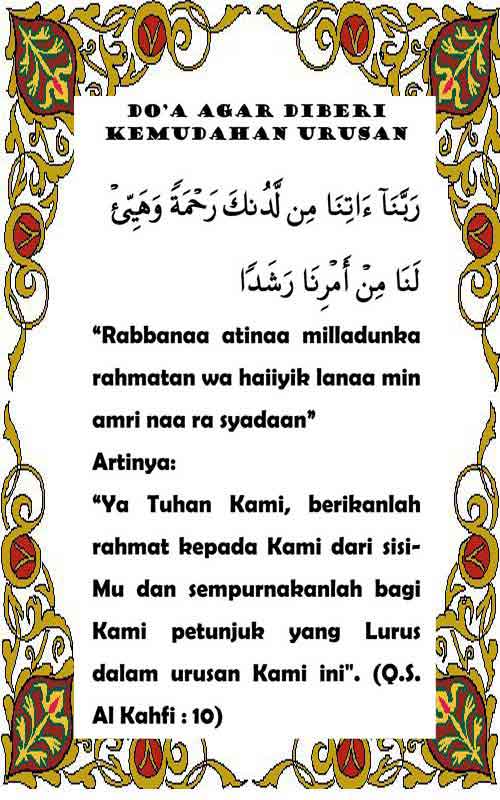 DO'A AGAR DIBERI
KEMUDAHAN URUSAN
رَبَّنَآ ءَاتِنَا مِن لَّدُنكَ رَحْمَةً وَهَيِّئْ
لَنَا مِنْ أَمْرِنَا رَشَدًا
“Rabbanaa atinaa milladunka
rahmatan wa haiiyik lanaa min
amri naa ra syadaan”
Artinya:
“Ya Tuhan Kami, berikanlah
rahmat kepada Kami dari sisi-
Mu dan sempurnakanlah bagi
Kami petunjuk yang Lurus
dalam urusan Kami ini". (Q.S.
Al Kahfi : 10)